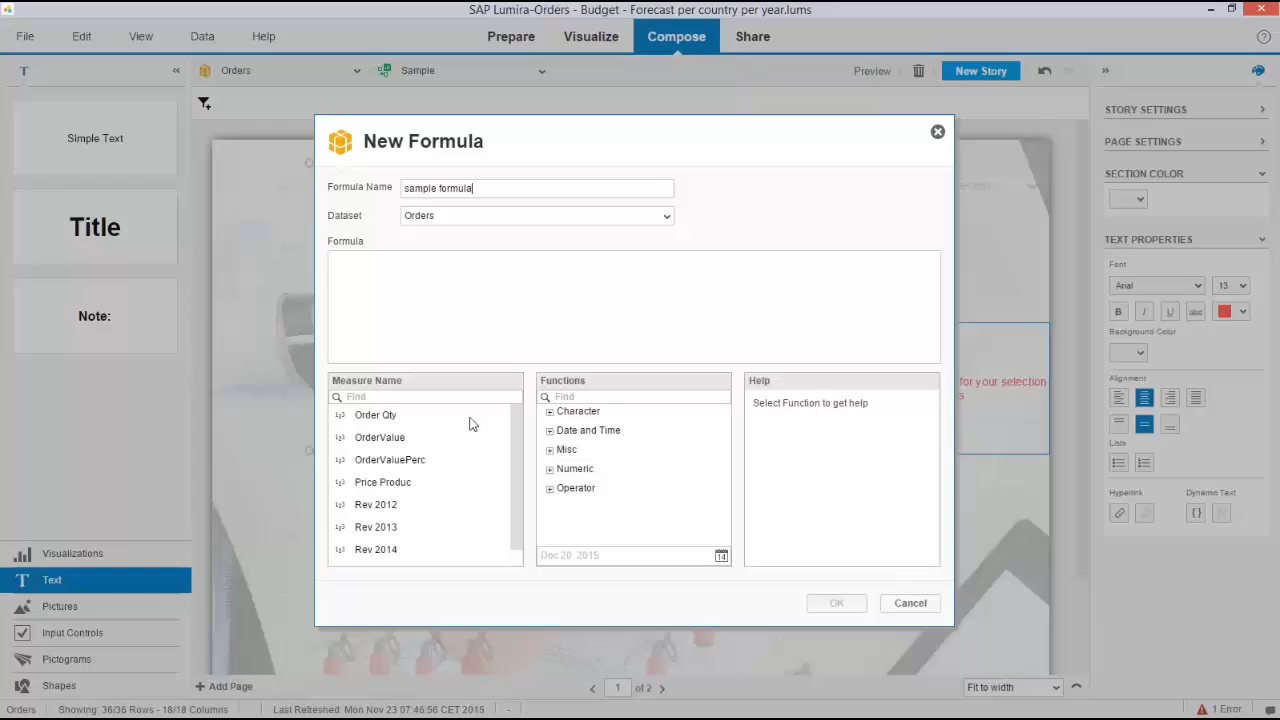 SAP Lumira-Orders - Budget - Forecast per country per year.lums
File Edit View Data Help
Prepare Visualize Compose Share
T
Orders
Sample
Preview
New Story
Simple Text
Title
Note:
New Formula
Formula Name sample formula
Dataset Orders
Formula
Measure Name
Find
Order Qty
OrderValue
OrderValuePerc
Price Produc
Rev 2012
Rev 2013
Rev 2014
Functions
Find
Character
Date and Time
Misc
Numeric
Operator
Dec 20 2015
14
Help
Select Function to get help
OK Cancel
for your selection
s
STORY SETTINGS
PAGE SETTINGS
SECTION COLOR
TEXT PROPERTIES
Font
Arial 13
B I U abc
Background Color
Alignment
Lists
Hyperlink Dynamic Text
{ }
Visualizations
T Text
Pictures
Input Controls
Pictograms
Shapes
Add Page
1 of 2
Fit to width
Orders Showing: 36/36 Rows - 18/18 Columns Last Refreshed: Mon Nov 23 07:46:56 CET 2015 - 1 Error